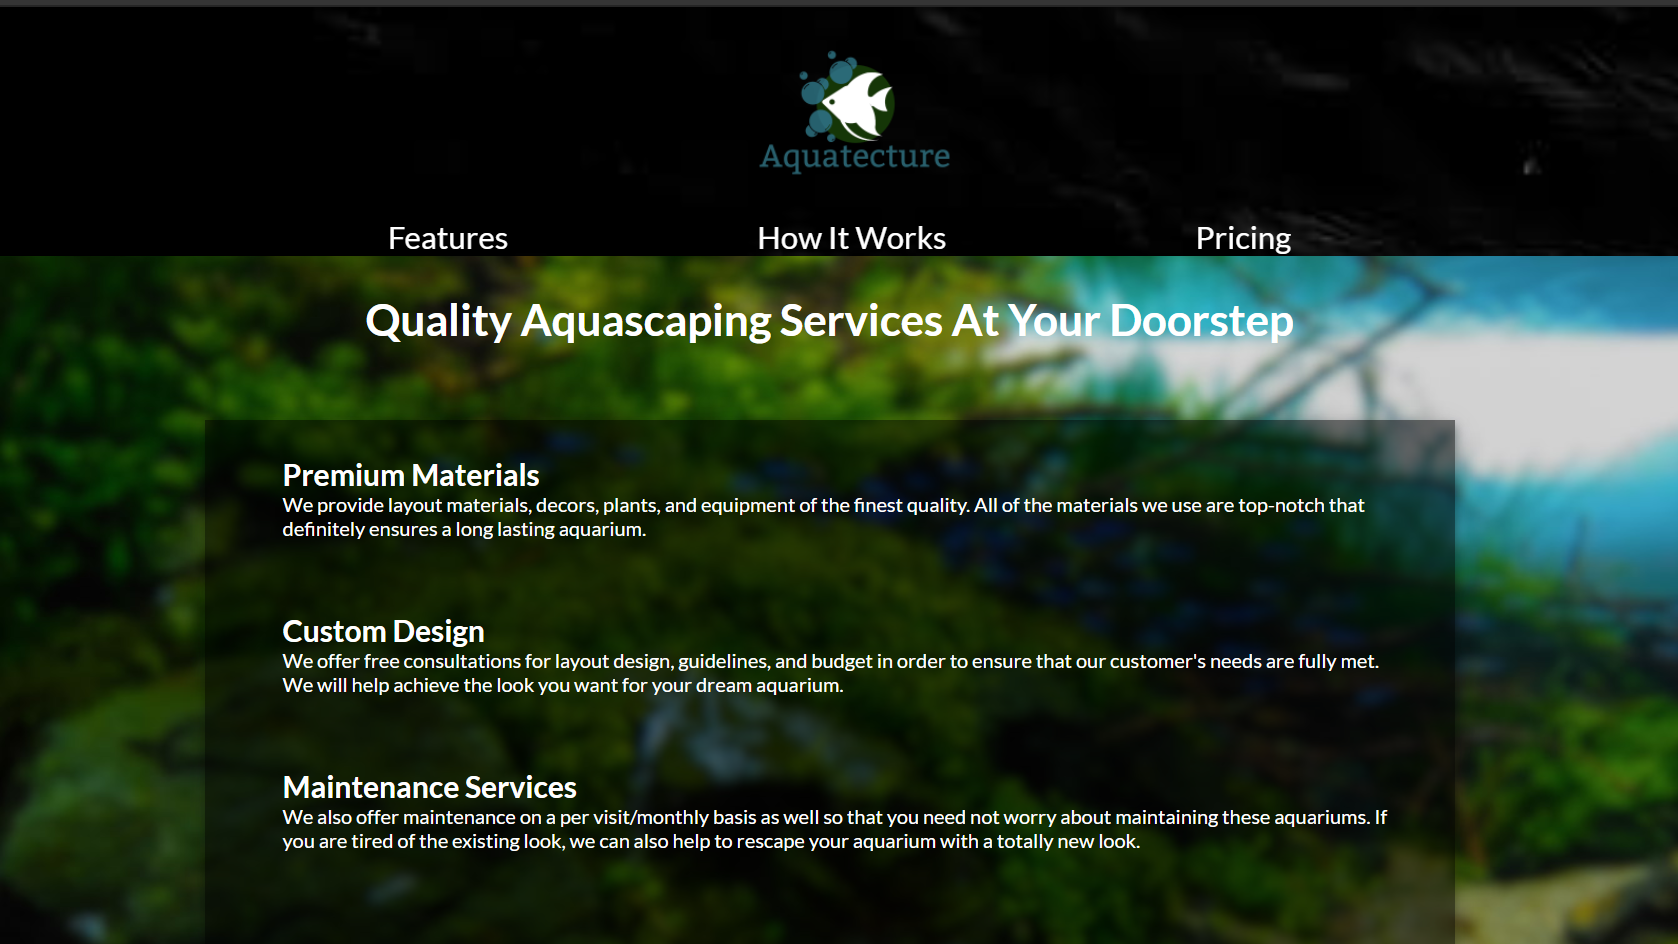 Aquatecture
Features
How It Works
Pricing
Quality Aquascaping Services At Your Doorstep
Premium Materials
We provide layout materials, decors, plants, and equipment of the finest quality. All of the materials we use are top-notch that
definitely ensures a long lasting aquarium.
Custom Design
We offer free consultations for layout design, guidelines, and budget in order to ensure that our customer's needs are fully met.
We will help achieve the look you want for your dream aquarium.
Maintenance Services
We also offer maintenance on a per visit/monthly basis as well so that you need not worry about maintaining these aquariums. If
you are tired of the existing look, we can also help to rescape your aquarium with a totally new look.